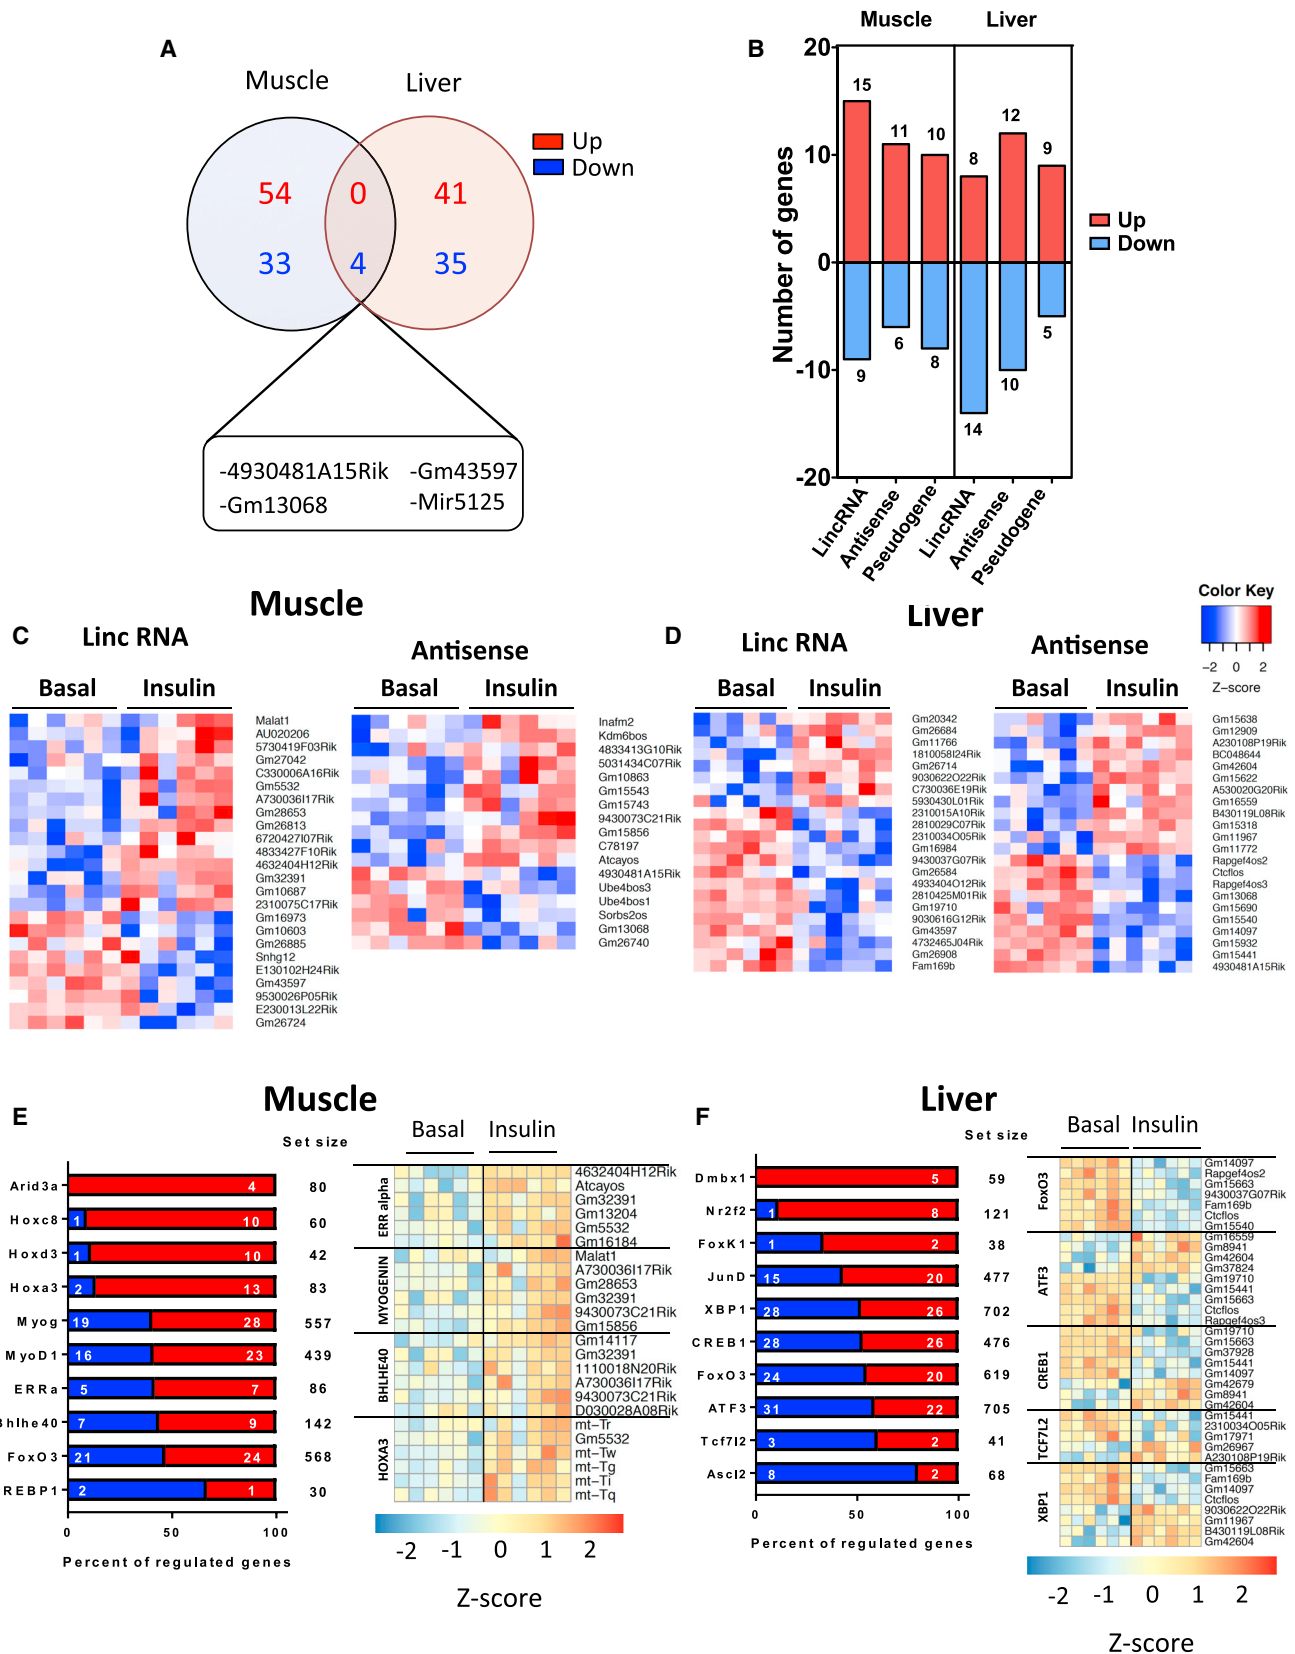 A
Muscle
Liver
Up
Down
54
0
41
33
4
35
-4930481A15Rik
-Gm43597
-Gm13068
-Mir5125
B
Muscle
Liver
Number of genes
20
10
0
-10
-20
15
11
10
8
12
9
9
6
8
14
10
5
Up
Down
LincRNA
Antisense
Pseudogene
LincRNA
Antisense
Pseudogene
Muscle
C
Linc RNA
Basal
Insulin
Malat1
AU020206
5730419F03Rik
Gm27042
C330006A16Rik
Gm5532
A730036I17Rik
Gm28653
Gm26813
6720427I07Rik
4833427F10Rik
4632404H12Rik
Gm32391
Gm10687
2310075C17Rik
Gm16973
Gm10603
Gm26885
Snhg12
E130102H24Rik
Gm43597
9530026P05Rik
E230013L22Rik
Gm26724
Antisense
Basal
Insulin
Inafm2
Kdm6bos
4833413G10Rik
5031434C07Rik
Gm10863
Gm15543
Gm15743
9430073C21Rik
Gm15856
C78197
Atcayos
4930481A15Rik
Ube4bos3
Ube4bos1
Sorbs2os
Gm13068
Gm26740
Liver
D
Linc RNA
Basal
Insulin
Gm20342
Gm26684
Gm11766
1810058I24Rik
Gm26714
9030622O22Rik
C730036E19Rik
5930430L01Rik
2310015A10Rik
2810029C07Rik
2310034O05Rik
Gm16984
9430037G07Rik
Gm26584
4933404O12Rik
2810425M01Rik
Gm19710
9030616G12Rik
Gm43597
4732465J04Rik
Gm26908
Fam169b
Antisense
Basal
Insulin
Gm15638
Gm12909
A230108P19Rik
BC048644
Gm42604
Gm15622
A530020G20Rik
Gm16559
B430119L08Rik
Gm15318
Gm11967
Gm11772
Rapgef4os2
Ctcflos
Rapgef4os3
Gm13068
Gm15690
Gm15540
Gm14097
Gm15932
Gm15441
4930481A15Rik
Color Key
−2 0 2
Z−score
Muscle
E
Set size
Arid3a 4 80
Hoxc8 1 10 60
Hoxd3 1 10 42
Hoxa3 2 13 83
Myog 19 28 557
MyoD1 16 23 439
ERRa 5 7 86
Bhlhe40 7 9 142
FoxO3 21 24 568
REBP1 2 1 30
0 50 100
Percent of regulated genes
Basal
Insulin
ERR alpha
4632404H12Rik
Atcayos
Gm32391
Gm13204
Gm5532
Gm16184
MYOGENIN
Malat1
A730036I17Rik
Gm28653
Gm32391
9430073C21Rik
Gm15856
BHLHE40
Gm14117
Gm32391
1110018N20Rik
A730036I17Rik
9430073C21Rik
D030028A08Rik
HOXA3
mt−Tr
Gm5532
mt−Tw
mt−Tg
mt−Ti
mt−Tq
-2 -1 0 1 2
Z-score
Liver
F
Set size
Dmbx1 5 59
Nr2f2 1 8 121
FoxK1 1 2 38
JunD 15 20 477
XBP1 28 26 702
CREB1 28 26 476
FoxO3 24 20 619
ATF3 31 22 705
Tcf7l2 3 2 41
Ascl2 8 2 68
0 50 100
Percent of regulated genes
Basal
Insulin
FoxO3
Gm14097
Rapgef4os2
Gm15663
9430037G07Rik
Fam169b
Ctcflos
Gm15540
ATF3
Gm16559
Gm8941
Gm42604
Gm37824
Gm19710
Gm15441
Gm15663
Ctcflos
Rapgef4os3
CREB1
Gm19710
Gm15663
Gm37928
Gm15441
Gm14097
Gm42679
Gm8941
Gm42604
TCF7L2
Gm15441
2310034O05Rik
Gm17971
Gm26967
A230108P19Rik
XBP1
Gm15663
Fam169b
Gm14097
Ctcflos
9030622O22Rik
Gm11967
B430119L08Rik
Gm42604
-2 -1 0 1 2
Z-score